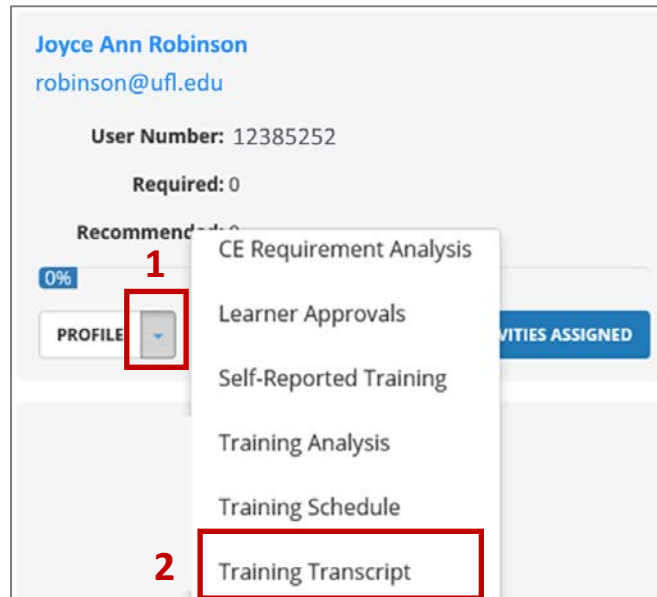 Joyce Ann Robinson
robinson@ufl.edu
User Number: 12385252
Required: 0
Recommended:
0%
1
PROFILE
CE Requirement Analysis
Learner Approvals
VITIES ASSIGNED
Self-Reported Training
Training Analysis
Training Schedule
2
Training Transcript